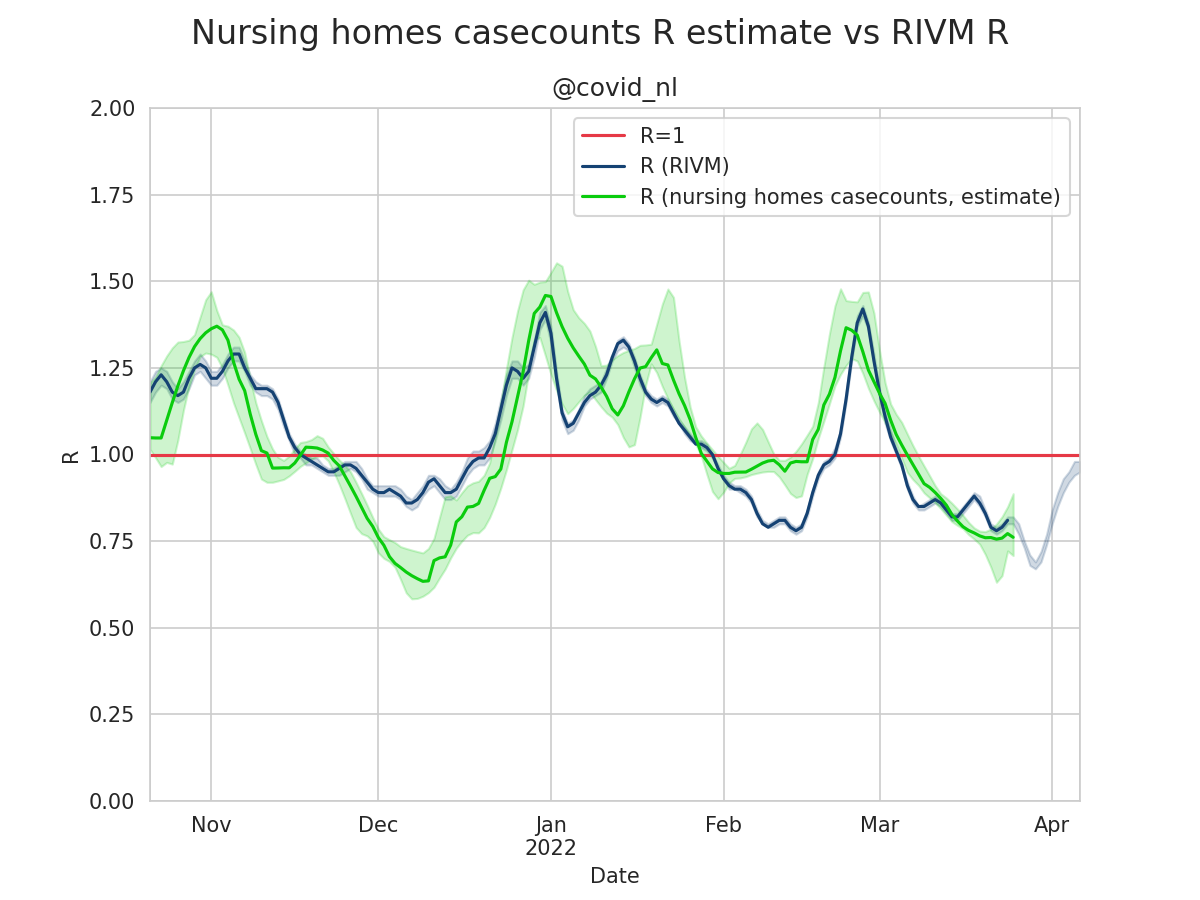 Nursing homes casecounts R estimate vs RIVM R
@covid_nl
R=1
R (RIVM)
R (nursing homes casecounts, estimate)
2.00
1.75
1.50
1.25
1.00
0.75
0.50
0.25
0.00
R
Nov
Dec
Jan
2022
Feb
Mar
Apr
Date